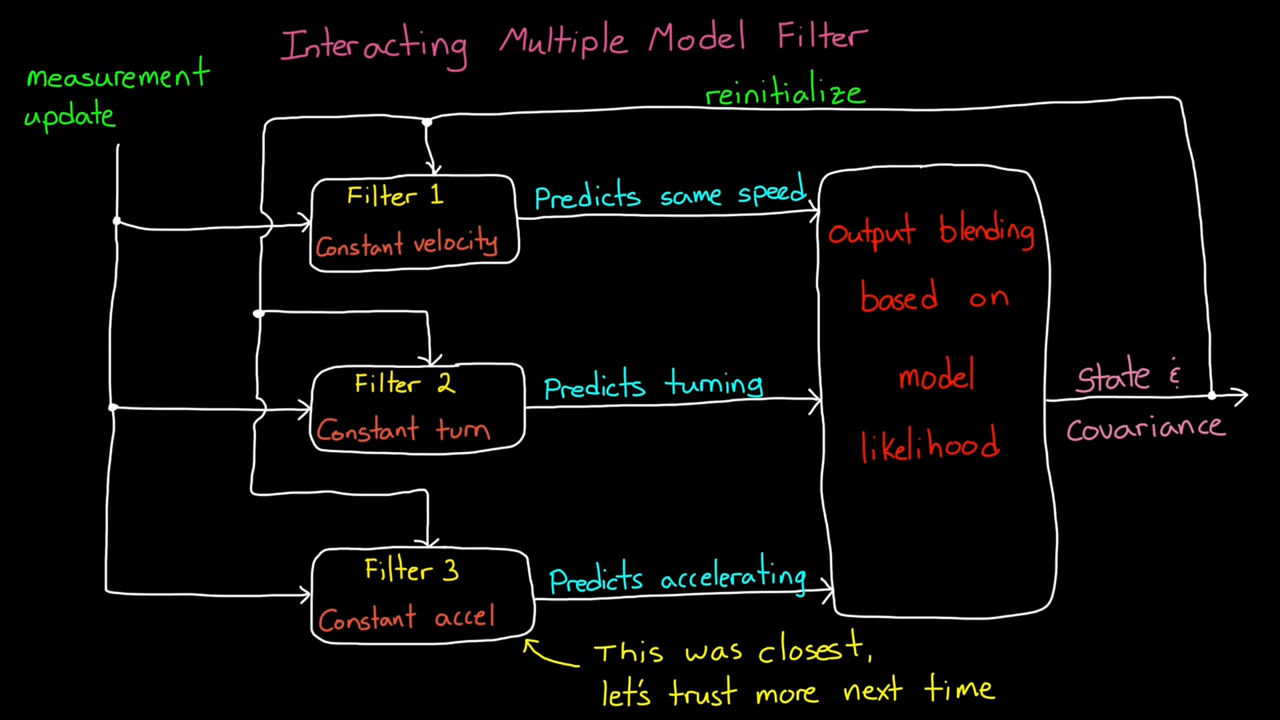 Interacting Multiple Model Filter
measurement
update
reinitialize
Filter 1
Constant velocity
Predicts same speed
Filter 2
Constant turn
Predicts turning
Filter 3
Constant accel
Predicts accelerating
Output blending
based on
model
likelihood
State &
Covariance
This was closest,
let's trust more next time